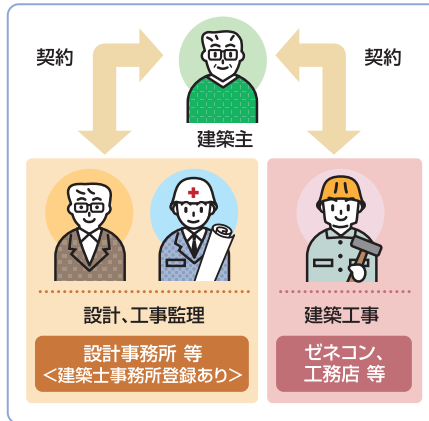 契約
契約
建築主
設計、工事監理
設計事務所 等
＜建築士事務所登録あり＞
建築工事
ゼネコン、
工務店 等